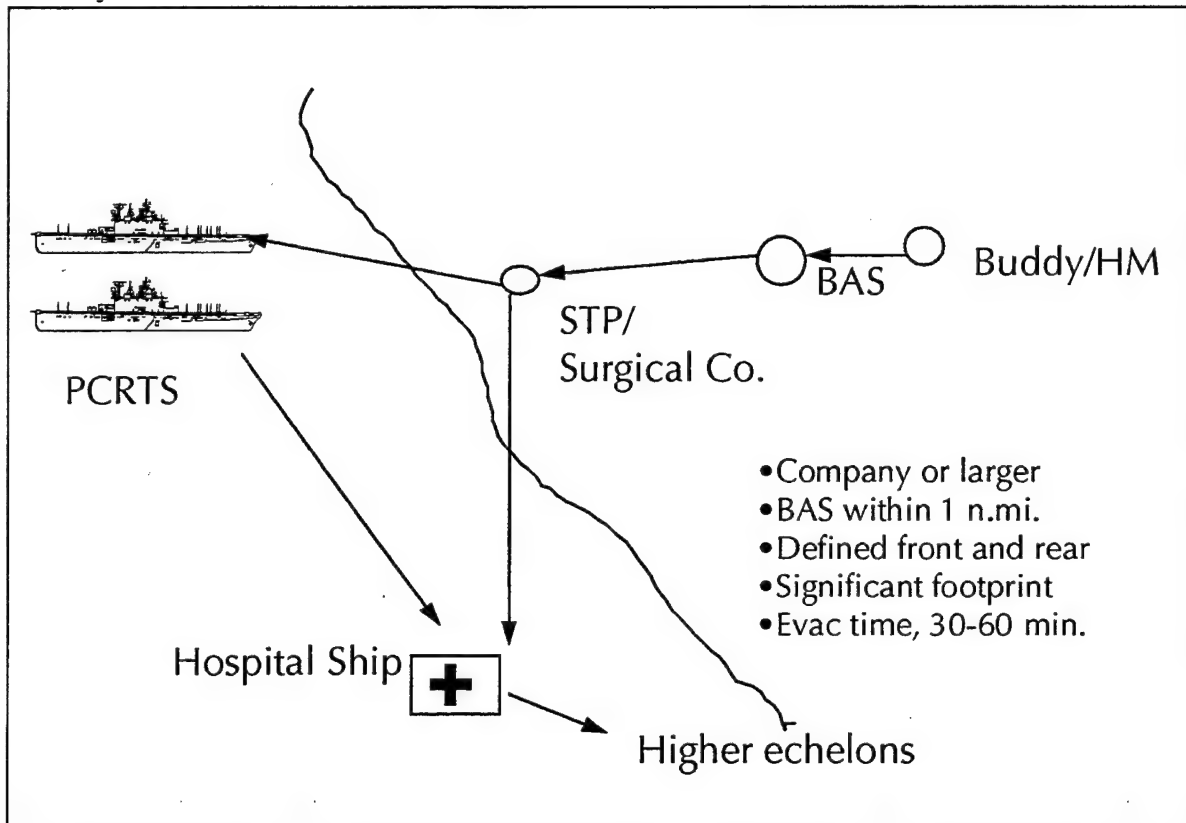 Buddy/HM
BAS
STP/
Surgical Co.
PCRTS
•Company or larger
•BAS within 1 n.mi.
•Defined front and rear
•Significant footprint
•Evac time, 30-60 min.
Hospital Ship
Higher echelons